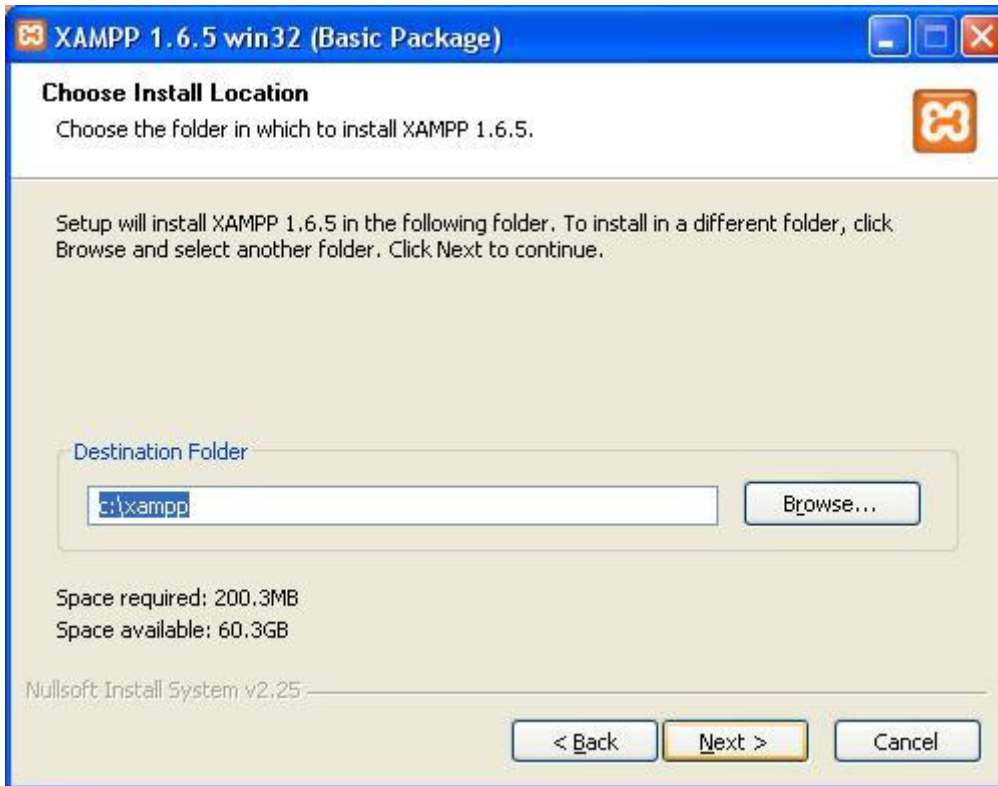 XAMPP 1.6.5 win32 (Basic Package)
Choose Install Location
Choose the folder in which to install XAMPP 1.6.5.
Setup will install XAMPP 1.6.5 in the following folder. To install in a different folder, click
Browse and select another folder. Click Next to continue.
Destination Folder
c:\xampp
Browse...
Space required: 200.3MB
Space available: 60.3GB
Nullsoft Install System v2.25
< Back
Next >
Cancel